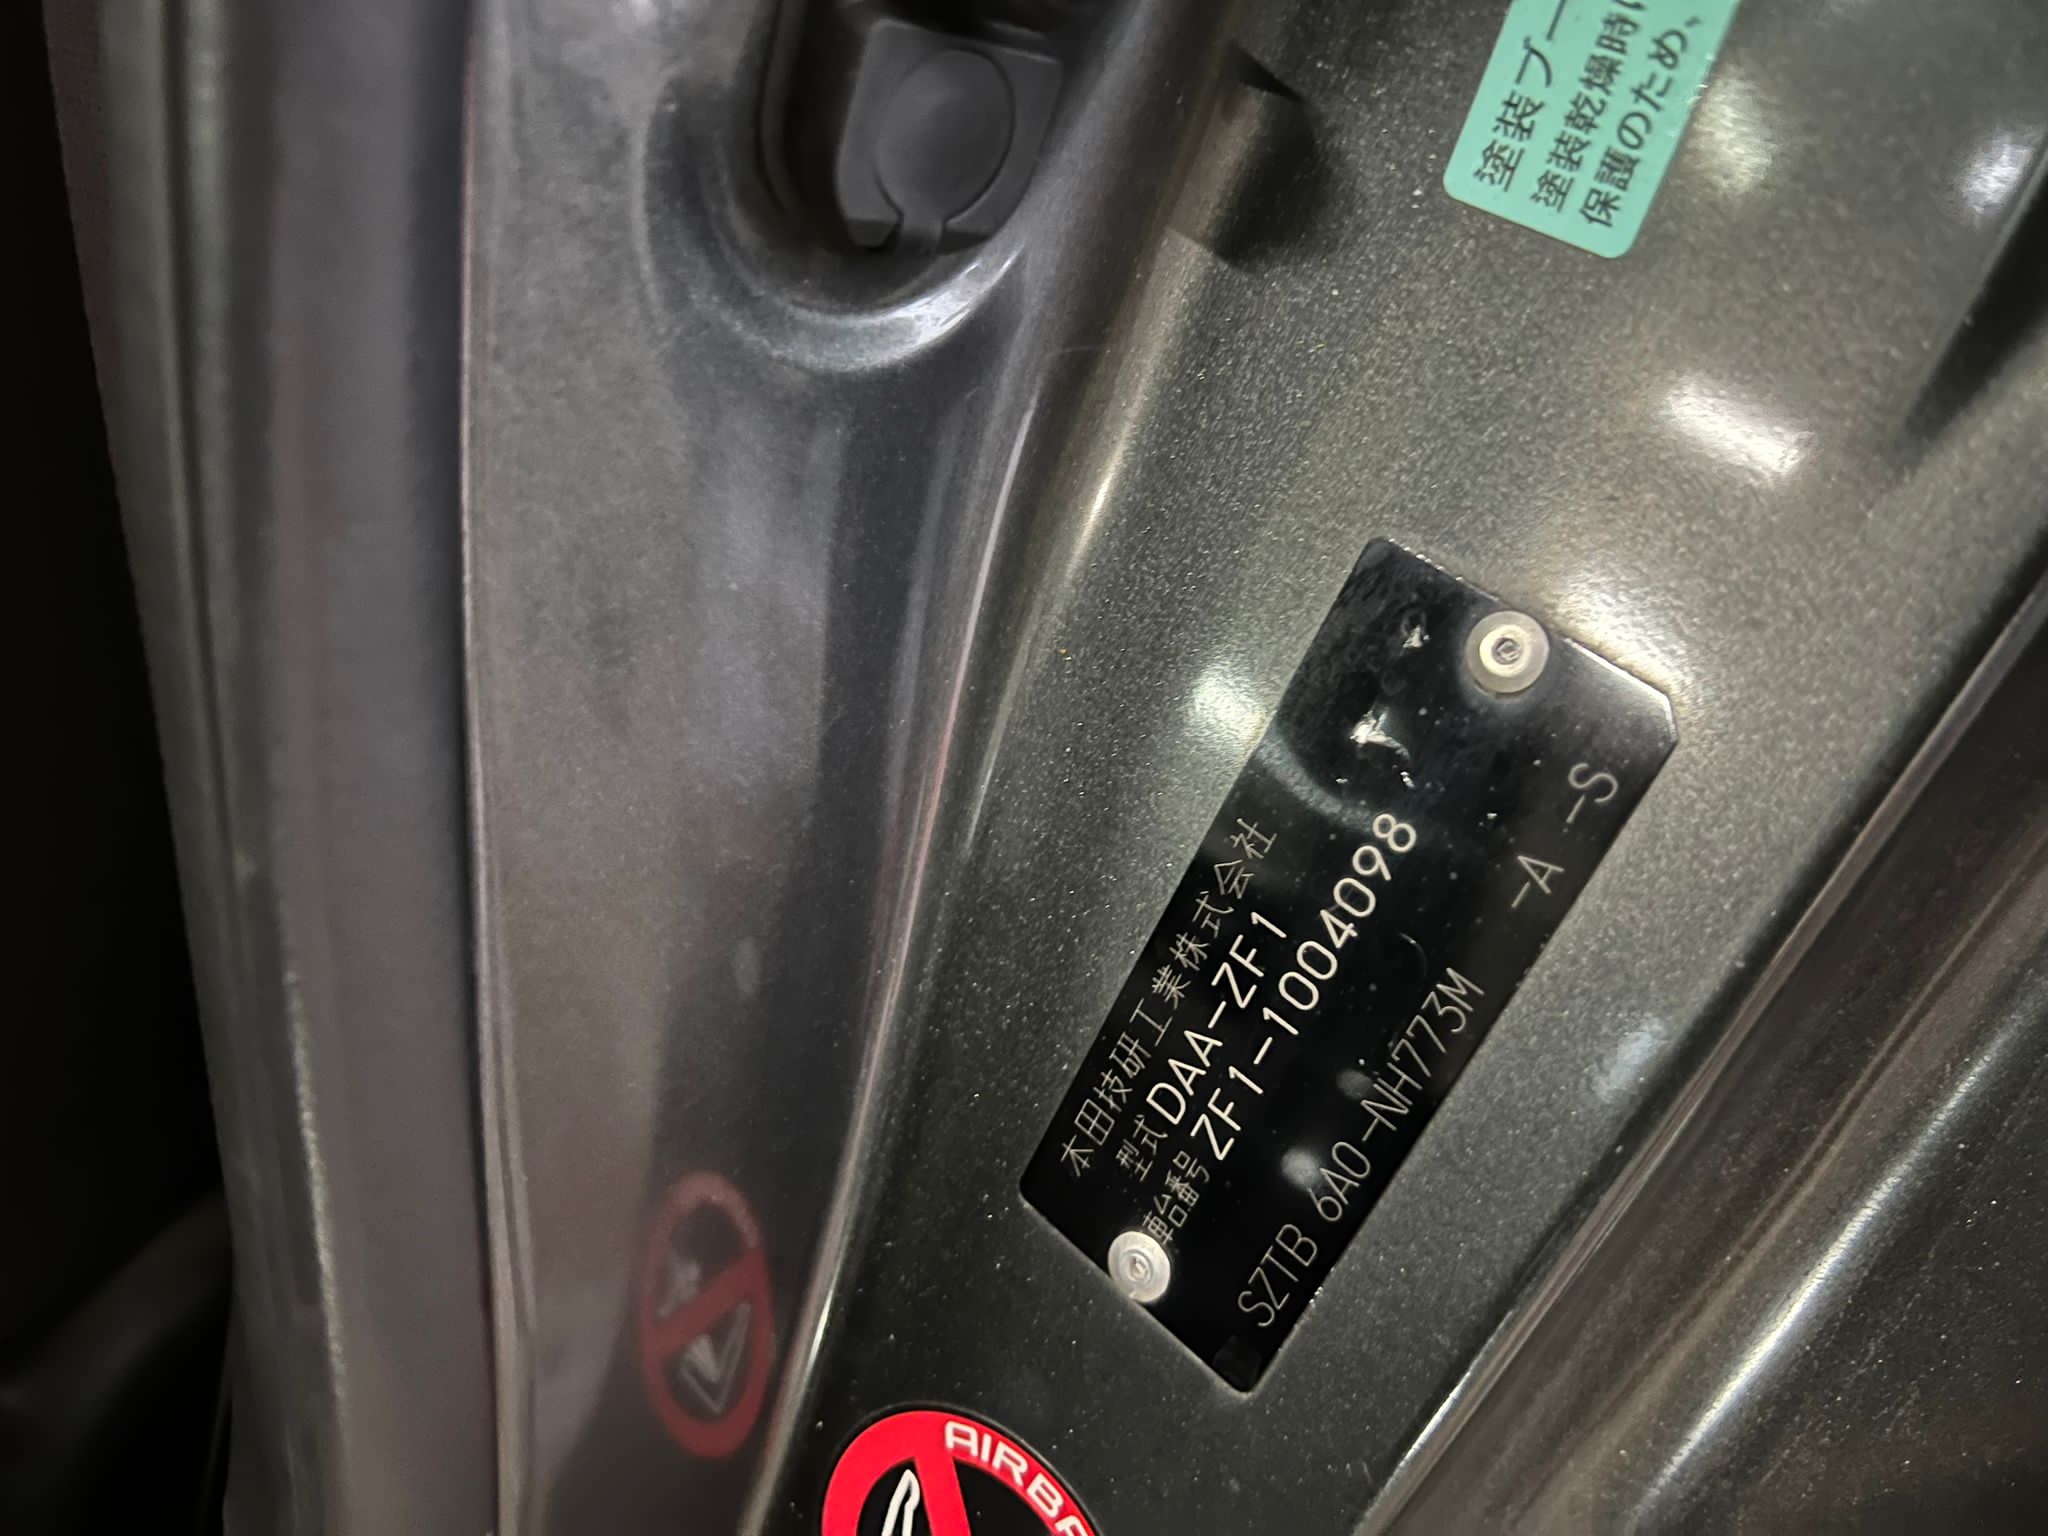 塗装ブー
塗装乾燥時に
保護のため、
本田技研工業株式会社
型式 DAA-ZF1
車台番号 ZF1-1004098
-A -S
SZTB 6A0-NH773M
AIRBA